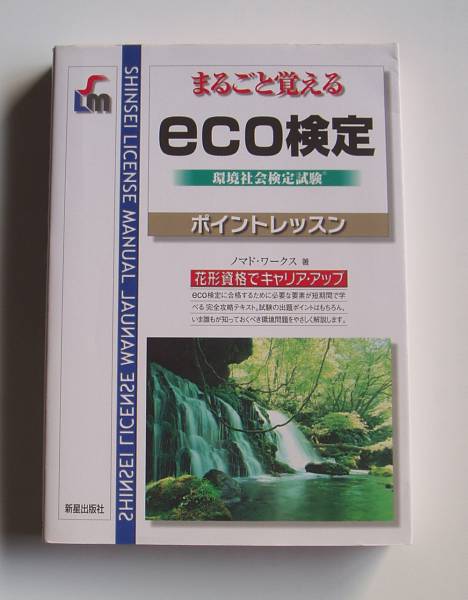 まるごと覚える
eco検定
環境社会検定試験®
ポイントレッスン
ノマド・ワークス 著
花形資格でキャリア・アップ
eco検定に合格するために必要な要素が短期間で学
べる「完全攻略テキスト」。試験の出題ポイントはもちろん、
いま誰もが知っておくべき環境問題をやさしく解説します。
Lm
SHINSEI LICENSE MANUAL
SHINSEI LICENSE MANUAL
新星出版社